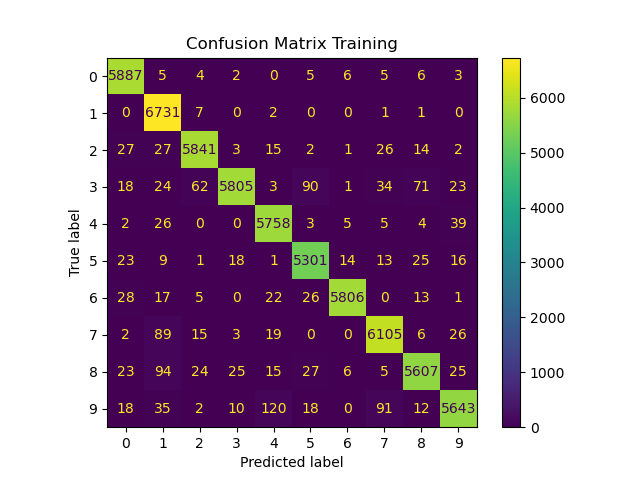 Confusion Matrix Training
0 5887 5 4 2 0 5 6 5 6 3
1 0 6731 7 0 2 0 0 1 1 0
2 27 27 5841 3 15 2 1 26 14 2
3 18 24 62 5805 3 90 1 34 71 23
4 2 26 0 0 5758 3 5 5 4 39
5 23 9 1 18 1 5301 14 13 25 16
6 28 17 5 0 22 26 5806 0 13 1
7 2 89 15 3 19 0 0 6105 6 26
8 23 94 24 25 15 27 6 5 5607 25
9 18 35 2 10 120 18 0 91 12 5643
0 1 2 3 4 5 6 7 8 9
Predicted label
True label
6000
5000
4000
3000
2000
1000
0